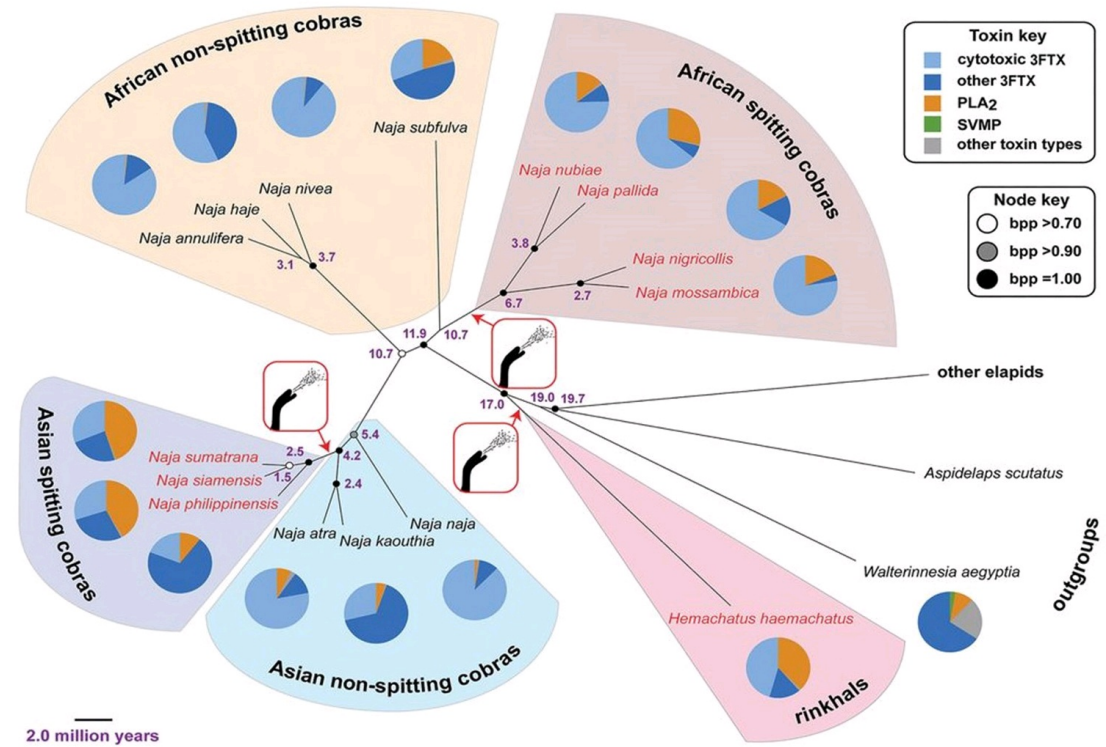 African non-spitting cobras
African spitting cobras
Toxin key
cytotoxic 3FTX
other 3FTX
PLA2
SVMP
other toxin types
Node key
bpp >0.70
bpp >0.90
bpp =1.00
Naja subfulva
Naja nivea
Naja haje
Naja annulifera
3.1
3.7
Naja nubiae
Naja pallida
3.8
Naja nigricollis
Naja mossambica
6.7
2.7
11.9
10.7
10.7
17.0
19.0
19.7
other elapids
Aspidelaps scutatus
Walterinnesia aegyptia
outgroups
Hemachatus haemachatus
rinkhals
Asian spitting cobras
Naja sumatrana
Naja siamensis
Naja philippinensis
2.5
1.5
5.4
4.2
2.4
Naja atra
Naja kaouthia
Naja naja
Asian non-spitting cobras
2.0 million years